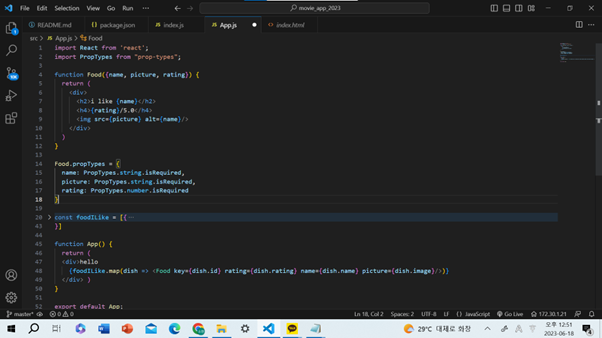 File Edit Selection View Go Run ... movie_app_2023
README.md package.json index.js App.js index.html
src > App.js > Food
1 import React from 'react';
2 import PropTypes from "prop-types";
3
4 function Food({name, picture, rating}) {
5 return (
6 <div>
7 <h2>i like {name}</h2>
8 <h4>{rating}/5.0</h4>
9 <img src={picture} alt={name}/>
10 </div>
11 )
12 }
13
14 Food.propTypes = {
15 name: PropTypes.string.isRequired,
16 picture: PropTypes.string.isRequired,
17 rating: PropTypes.number.isRequired
18 }
19
20 const foodILike = [{ ...
43 }]
44
45 function App() {
46 return (
47 <div>hello
48 {foodILike.map(dish => <Food key={dish.id} rating={dish.rating} name={dish.name} picture={dish.image}/>)}
49 </div> )
50 }
51
52 export default App;
master* 0 0 Ln 18, Col 2 Spaces: 2 UTF-8 LF {} JavaScript Go Live 172.30.1.21
29°C 대체로 화창 오후 12:51
2023-06-18